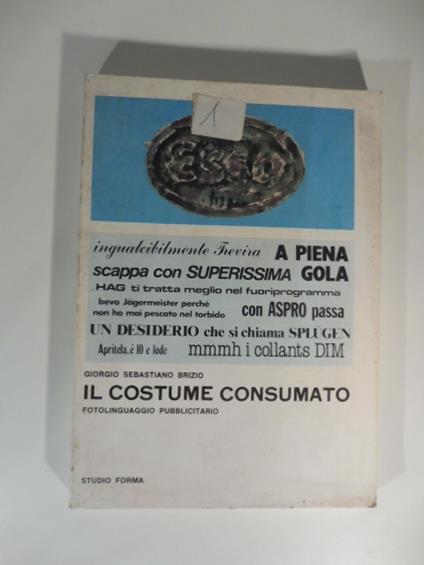 1
ingualcibilmente Trevira
A PIENA
scappa con SUPERISSIMA GOLA
HAG ti tratta meglio nel fuoriprogramma
bevo Jägermeister perché
non ho mai pescato nel torbido
con ASPRO passa
UN DESIDERIO che si chiama SPLÜGEN
Apritela, è 10 e lode
mmmh i collants DIM
GIORGIO SEBASTIANO BRIZIO
IL COSTUME CONSUMATO
FOTOLINGUAGGIO PUBBLICITARIO
STUDIO FORMA